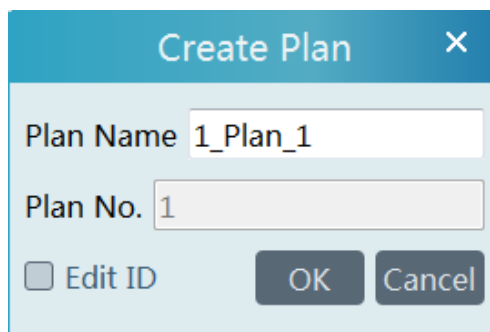 Create Plan
Plan Name 1_Plan_1
Plan No. 1
Edit ID OK Cancel